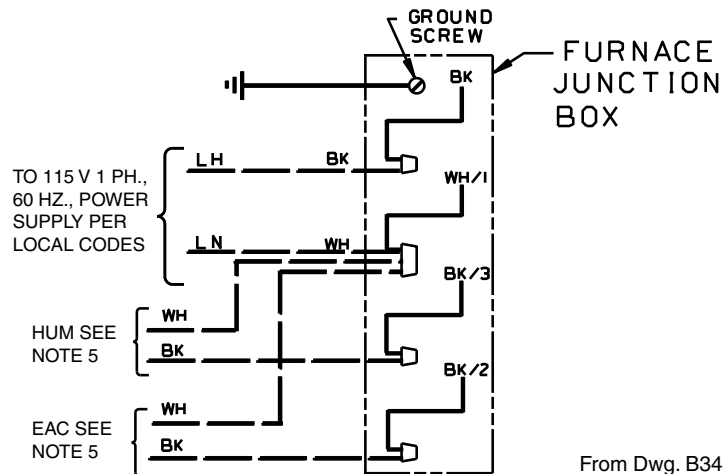 GROUND
SCREW
FURNACE
JUNCTION
BOX
BK
TO 115 V 1 PH.,
60 HZ., POWER
SUPPLY PER
LOCAL CODES
LH
BK
WH/1
LN
WH
BK/3
HUM SEE
NOTE 5
WH
BK
BK/2
EAC SEE
NOTE 5
WH
BK
From Dwg. B34